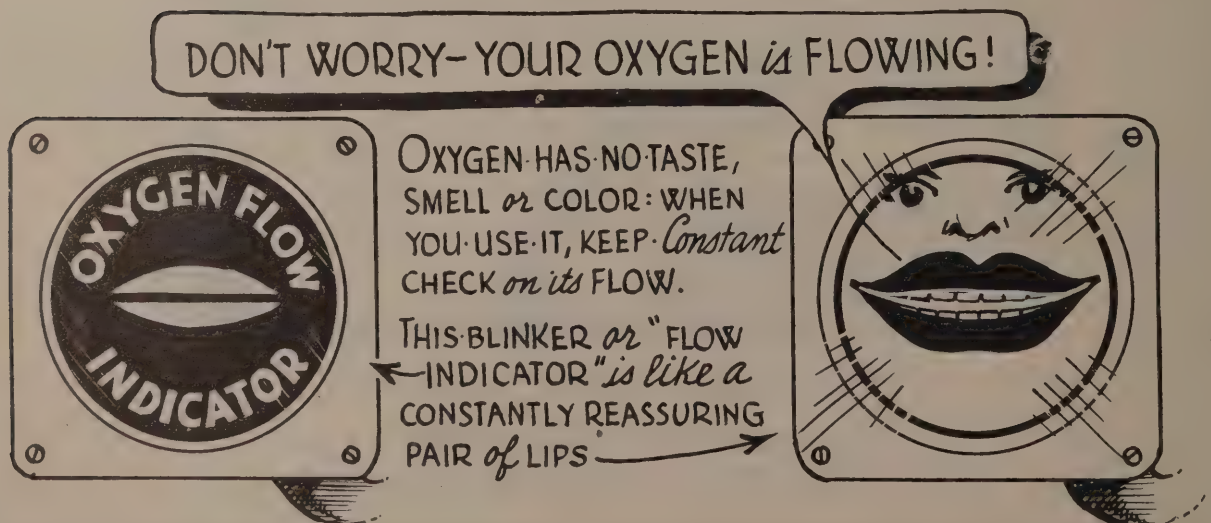 DON'T WORRY-YOUR OXYGEN is FLOWING!
OXYGEN FLOW
INDICATOR
OXYGEN·HAS·NO·TASTE,
SMELL or COLOR: WHEN
YOU·USE·IT, KEEP·Constant
CHECK on its FLOW.
THIS·BLINKER or "FLOW
INDICATOR" is like a
CONSTANTLY REASSURING
PAIR of LIPS